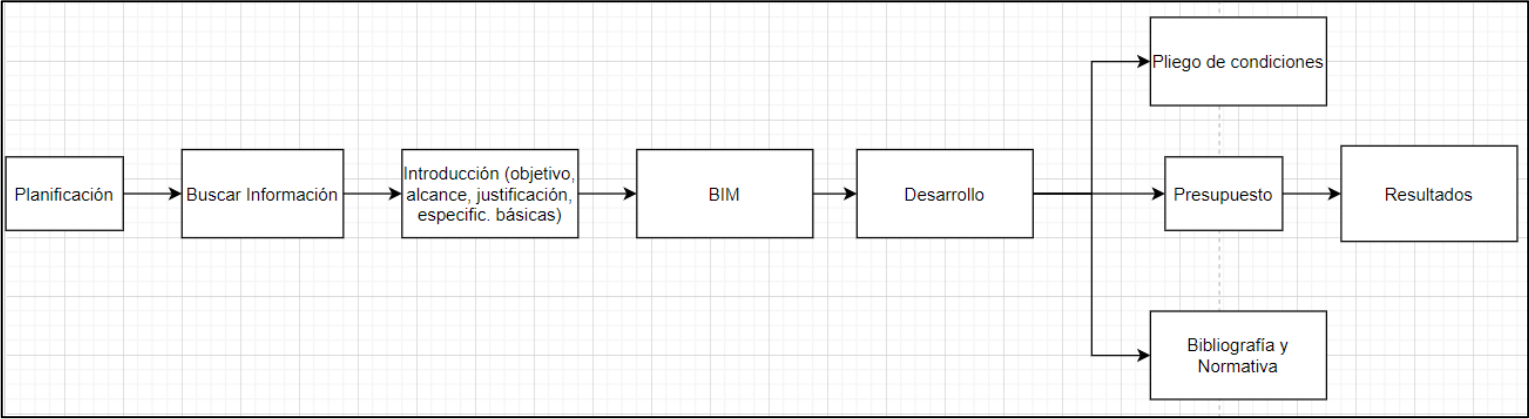 Planificación
Buscar Información
Introducción (objetivo,
alcance, justificación,
especific. básicas)
BIM
Desarrollo
Pliego de condiciones
Presupuesto
Resultados
Bibliografía y
Normativa